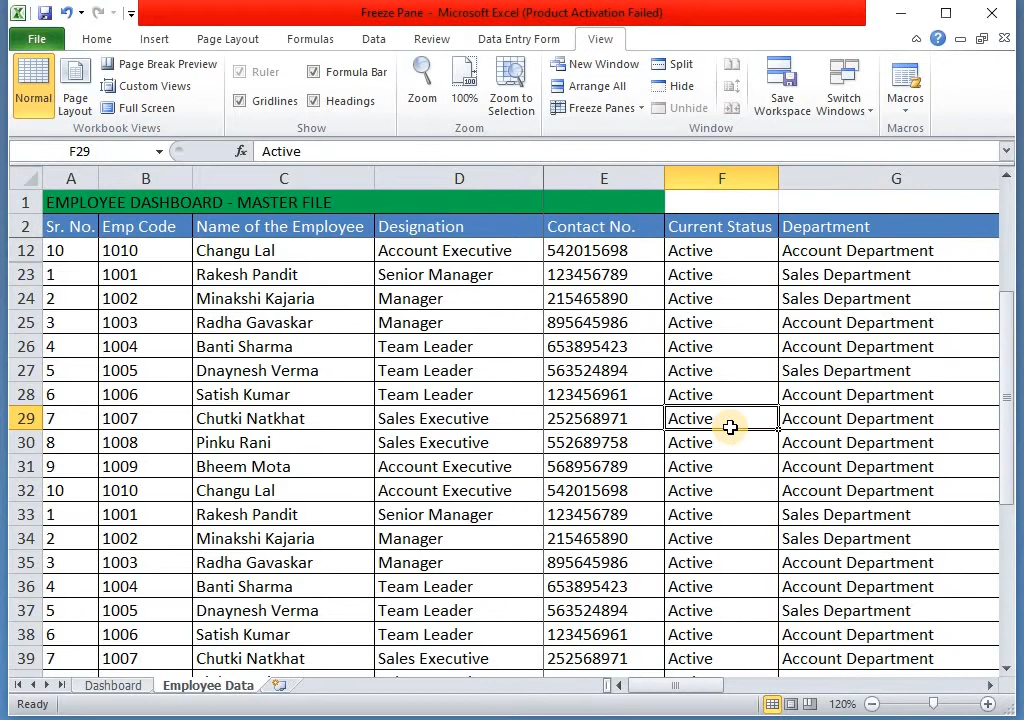 Freeze Pane - Microsoft Excel (Product Activation Failed)
File Home Insert Page Layout Formulas Data Review Data Entry Form View
Normal
Page Layout
Page Break Preview
Custom Views
Full Screen
Workbook Views
Ruler
Formula Bar
Gridlines
Headings
Show
Zoom
100%
Zoom to Selection
Zoom
New Window
Arrange All
Freeze Panes
Split
Hide
Unhide
Save Workspace
Switch Windows
Window
Macros
Macros
F29 fx Active
A B C D E F G
1 EMPLOYEE DASHBOARD - MASTER FILE
2 Sr. No. Emp Code Name of the Employee Designation Contact No. Current Status Department
12 10 1010 Changu Lal Account Executive 542015698 Active Account Department
23 1 1001 Rakesh Pandit Senior Manager 123456789 Active Sales Department
24 2 1002 Minakshi Kajaria Manager 215465890 Active Sales Department
25 3 1003 Radha Gavaskar Manager 895645986 Active Account Department
26 4 1004 Banti Sharma Team Leader 653895423 Active Account Department
27 5 1005 Dnaynesh Verma Team Leader 563524894 Active Sales Department
28 6 1006 Satish Kumar Team Leader 123456961 Active Account Department
29 7 1007 Chutki Natkhat Sales Executive 252568971 Active Account Department
30 8 1008 Pinku Rani Sales Executive 552689758 Active Account Department
31 9 1009 Bheem Mota Account Executive 568956789 Active Account Department
32 10 1010 Changu Lal Account Executive 542015698 Active Account Department
33 1 1001 Rakesh Pandit Senior Manager 123456789 Active Sales Department
34 2 1002 Minakshi Kajaria Manager 215465890 Active Sales Department
35 3 1003 Radha Gavaskar Manager 895645986 Active Account Department
36 4 1004 Banti Sharma Team Leader 653895423 Active Account Department
37 5 1005 Dnaynesh Verma Team Leader 563524894 Active Sales Department
38 6 1006 Satish Kumar Team Leader 123456961 Active Account Department
39 7 1007 Chutki Natkhat Sales Executive 252568971 Active Account Department
Dashboard Employee Data
Ready 120%